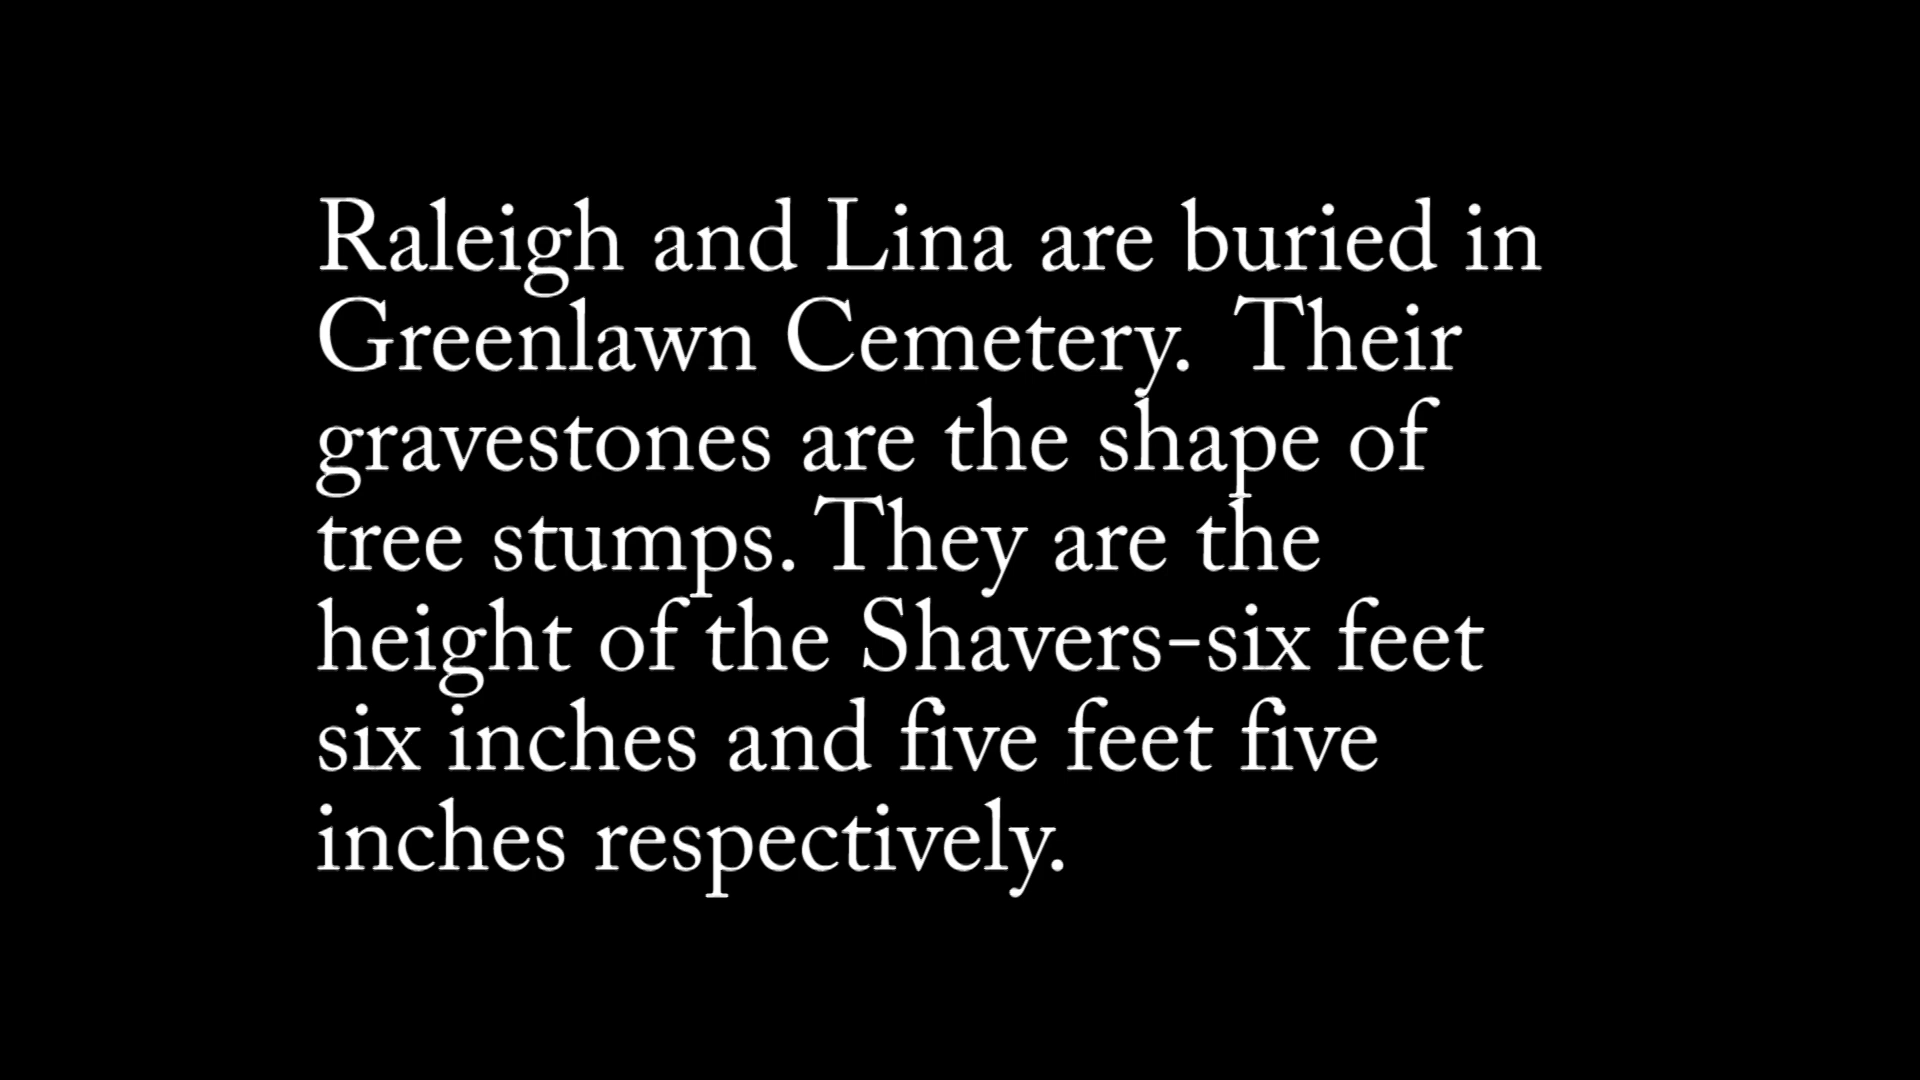 Raleigh and Lina are buried in
Greenlawn Cemetery.  Their
gravestones are the shape of
tree stumps. They are the
height of the Shavers-six feet
six inches and five feet five
inches respectively.